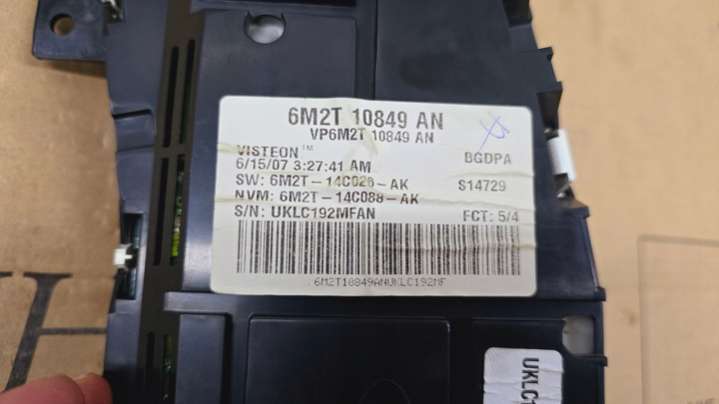 6M2T 10849 AN
VP6M2T 10849 AN
VISTEON™
BGDPA
6/15/07 3:27:41 AM
SW: 6M2T-14C026-AK
S14729
NVM: 6M2T-14C088-AK
S/N: UKLC192MFAN
FCT: 5/4
6M2T10849ANUKLC192MF
UKLC1